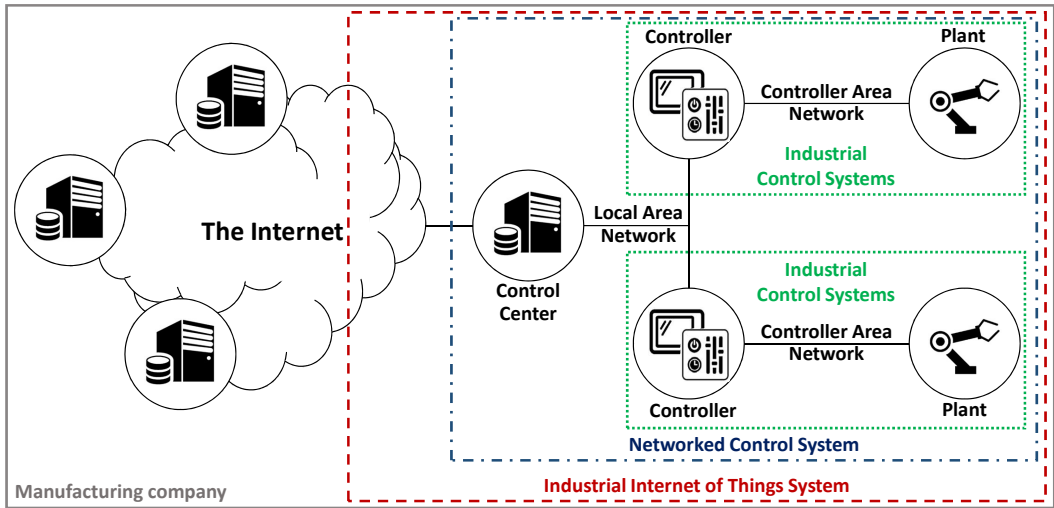 Controller
Plant
Controller Area
Network
Industrial
Control Systems
The Internet
Local Area
Network
Control
Center
Industrial
Control Systems
Controller Area
Network
Controller
Plant
Networked Control System
Industrial Internet of Things System
Manufacturing company